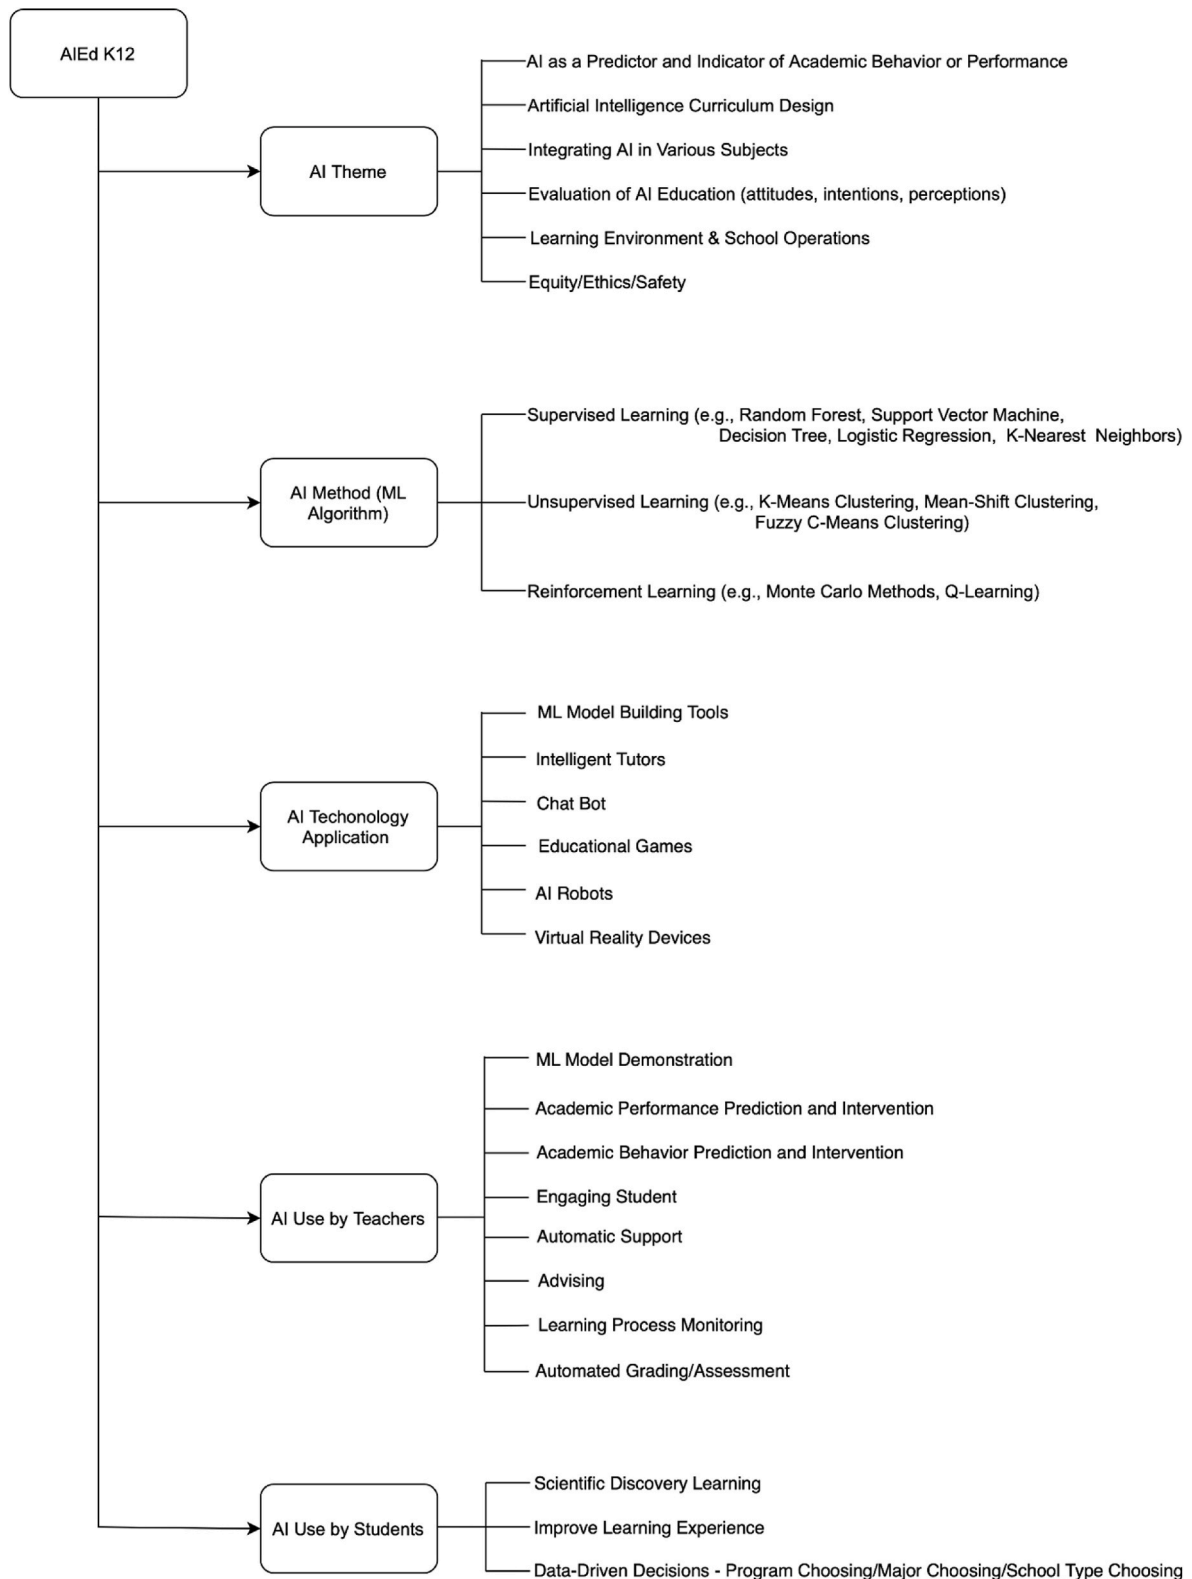 AIEd K12
AI as a Predictor and Indicator of Academic Behavior or Performance
Artificial Intelligence Curriculum Design
AI Theme
Integrating AI in Various Subjects
Evaluation of AI Education (attitudes, intentions, perceptions)
Learning Environment & School Operations
Equity/Ethics/Safety
AI Method (ML
Algorithm)
Supervised Learning (e.g., Random Forest, Support Vector Machine,
Decision Tree, Logistic Regression, K-Nearest Neighbors)
Unsupervised Learning (e.g., K-Means Clustering, Mean-Shift Clustering,
Fuzzy C-Means Clustering)
Reinforcement Learning (e.g., Monte Carlo Methods, Q-Learning)
AI Techonology
Application
ML Model Building Tools
Intelligent Tutors
Chat Bot
Educational Games
AI Robots
Virtual Reality Devices
AI Use by Teachers
ML Model Demonstration
Academic Performance Prediction and Intervention
Academic Behavior Prediction and Intervention
Engaging Student
Automatic Support
Advising
Learning Process Monitoring
Automated Grading/Assessment
AI Use by Students
Scientific Discovery Learning
Improve Learning Experience
Data-Driven Decisions - Program Choosing/Major Choosing/School Type Choosing